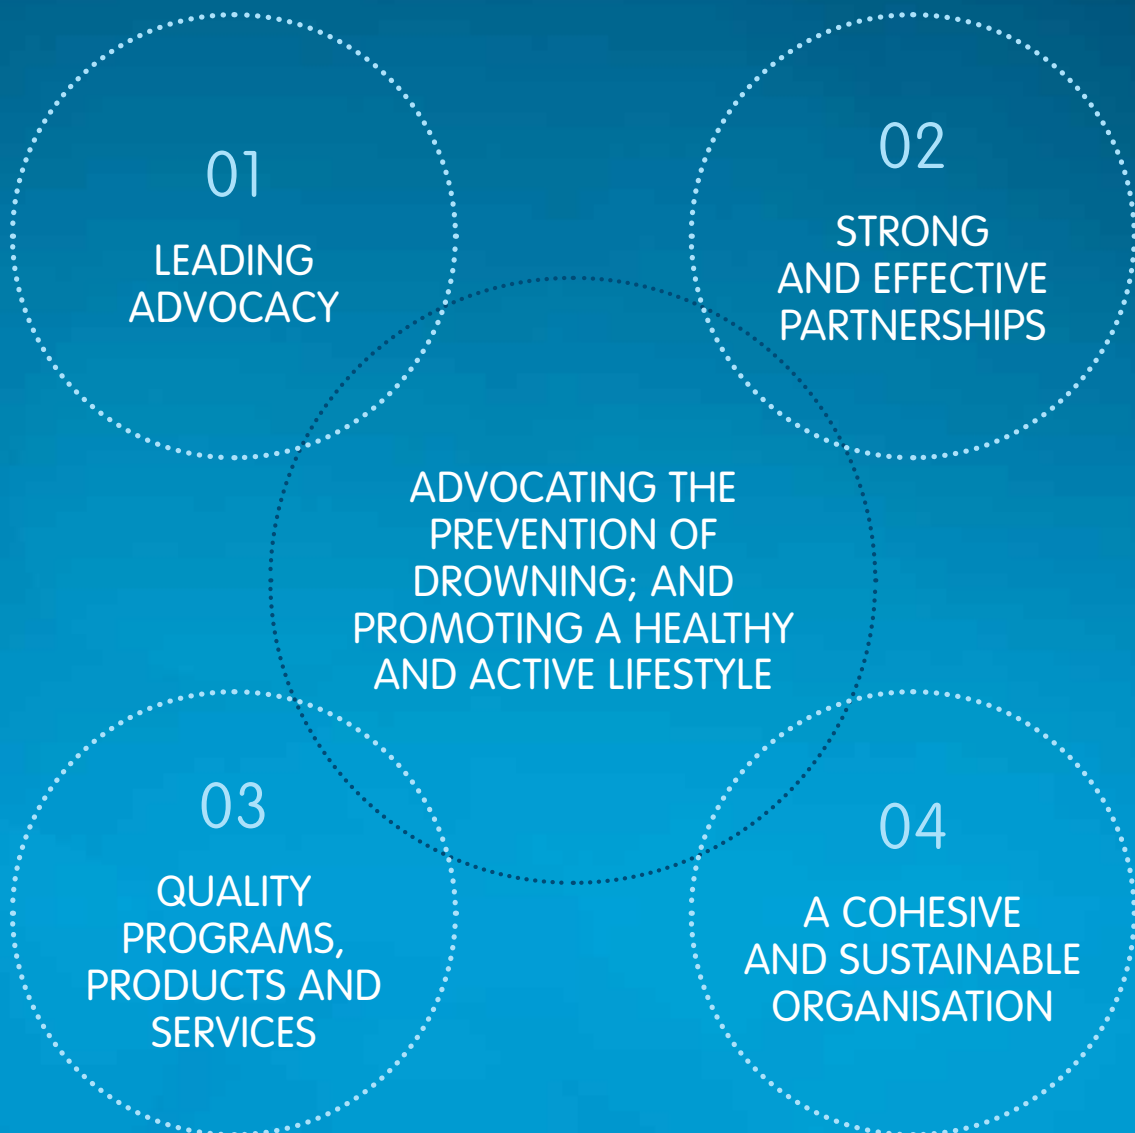 01
LEADING
ADVOCACY
02
STRONG
AND EFFECTIVE
PARTNERSHIPS
ADVOCATING THE
PREVENTION OF
DROWNING; AND
PROMOTING A HEALTHY
AND ACTIVE LIFESTYLE
03
QUALITY
PROGRAMS,
PRODUCTS AND
SERVICES
04
A COHESIVE
AND SUSTAINABLE
ORGANISATION